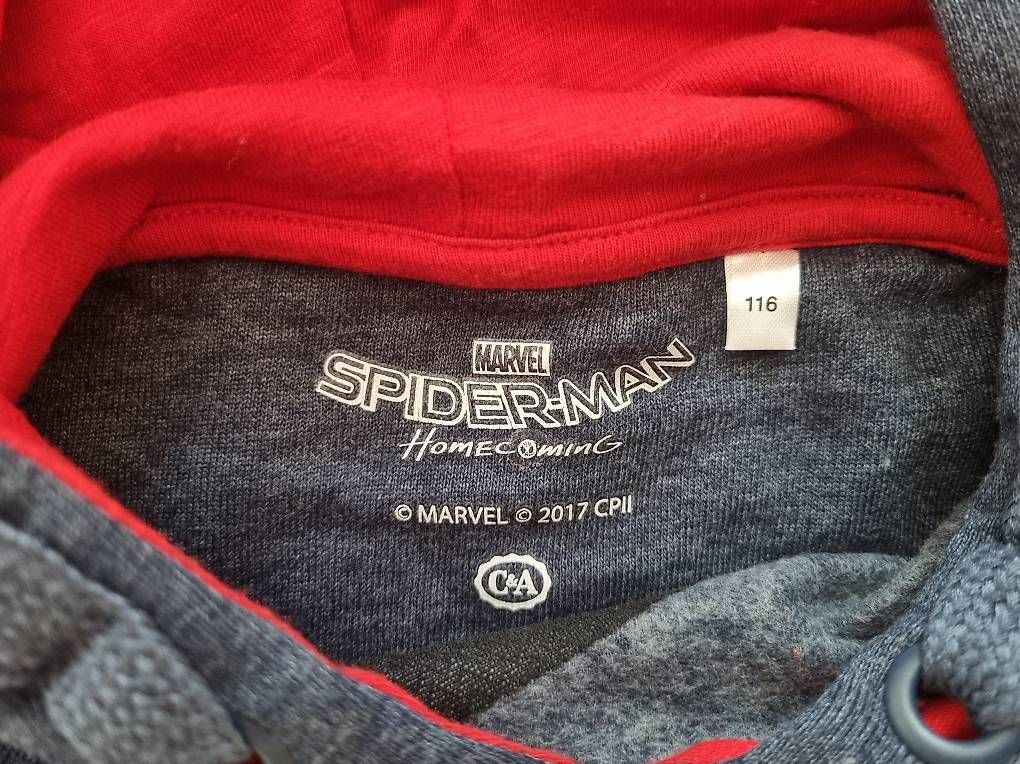 116
MARVEL
SPIDER-MAN
HOMECOMING
© MARVEL © 2017 CPII
C&A